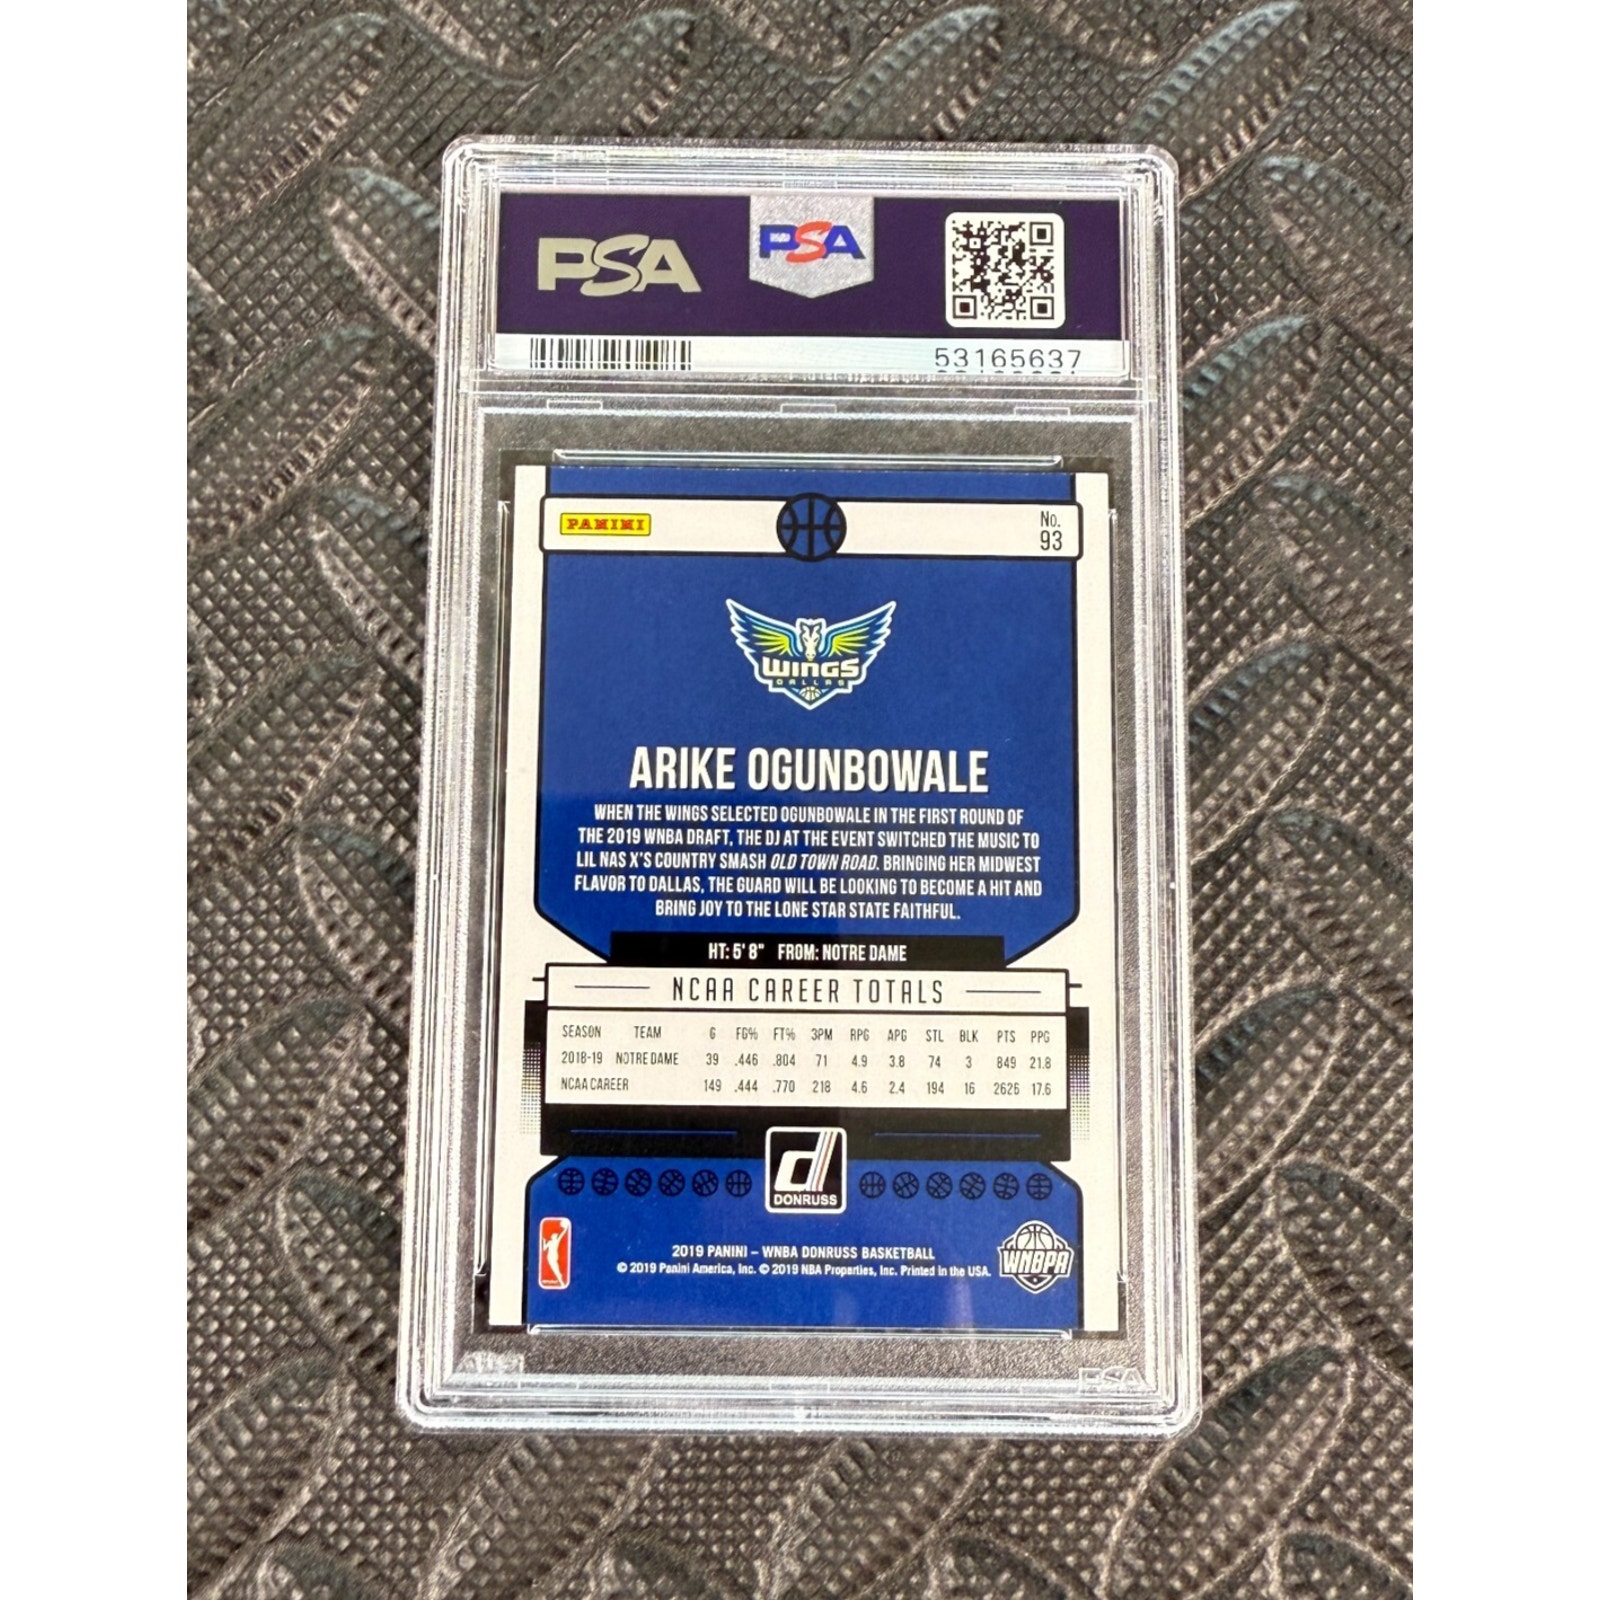 PSA PSA
53165637
PANINI
No.
93
WINGS
DALLAS
ARIKE OGUNBOWALE
WHEN THE WINGS SELECTED OGUNBOWALE IN THE FIRST ROUND OF
THE 2019 WNBA DRAFT, THE DJ AT THE EVENT SWITCHED THE MUSIC TO
LIL NAS X'S COUNTRY SMASH OLD TOWN ROAD. BRINGING HER MIDWEST
FLAVOR TO DALLAS, THE GUARD WILL BE LOOKING TO BECOME A HIT AND
BRING JOY TO THE LONE STAR STATE FAITHFUL.
HT: 5' 8" FROM: NOTRE DAME
NCAA CAREER TOTALS
SEASON TEAM G FG% FT% 3PM RPG APG STL BLK PTS PPG
2018-19 NOTRE DAME 39 .446 .804 71 4.9 3.8 74 3 849 21.8
NCAA CAREER 149 .444 .770 218 4.6 2.4 194 16 2626 17.6
d
DONRUSS
2019 PANINI – WNBA DONRUSS BASKETBALL
© 2019 Panini America, Inc. © 2019 NBA Properties, Inc. Printed in the USA.
WNBPA
PSA